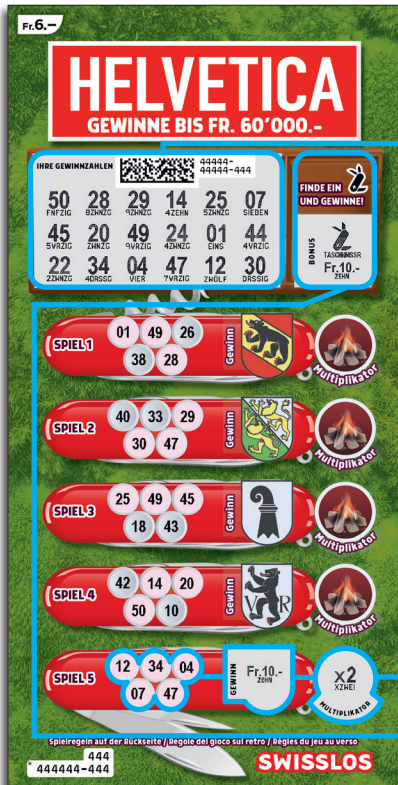 Fr.6.–
HELVETICA
GEWINNE BIS FR. 60'000.-
IHRE GEWINNZAHLEN
44444-
44444-444
50 28 29 14 25 07
FNFZIG 8ZWNZG 9ZWNZG 4ZEHN 5ZWNZG SIEBEN
45 20 49 24 01 44
5VRZIG ZWNZG 9VRZIG 4ZWNZG EINS 4VRZIG
22 34 04 47 12 30
2ZWNZG 4DRSSG VIER 7VRZIG ZWÖLF DRSSIG
FINDE EIN
UND GEWINNE!
BONUS
TASCHNMSSR
Fr.10.-
ZEHN
SPIEL 1
01 49 26
38 28
Gewinn
Multiplikator
SPIEL 2
40 33 29
30 47
Gewinn
Multiplikator
SPIEL 3
25 49 45
18 43
Gewinn
Multiplikator
SPIEL 4
42 14 20
50 10
Gewinn
V R
Multiplikator
SPIEL 5
12 34 04
07 47
GEWINN
Fr.10.-
ZEHN
x2
XZWEI
MULTIPLIKATOR
Spielregeln auf der Rückseite / Regole del gioco sul retro / Règles du jeu au verso
444
444444-444
SWISSLOS